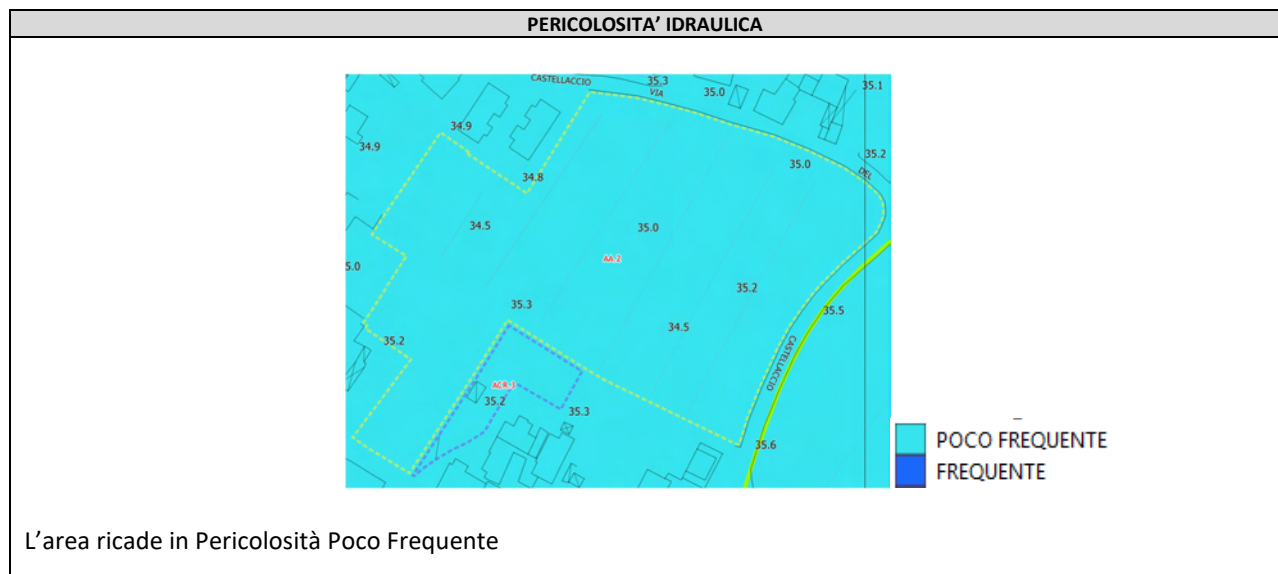 PERICOLOSITA’ IDRAULICA
CASTELLACCIO
VIA
35.3
35.0
35.1
34.9
34.9
35.0
35.2
DEL
34.8
34.5
35.0
5.0
AA-2
35.2
35.3
35.5
34.5
35.2
CASTELLACCIO
ACR-3
35.2
35.3
35.6
POCO FREQUENTE
FREQUENTE
L’area ricade in Pericolosità Poco Frequente